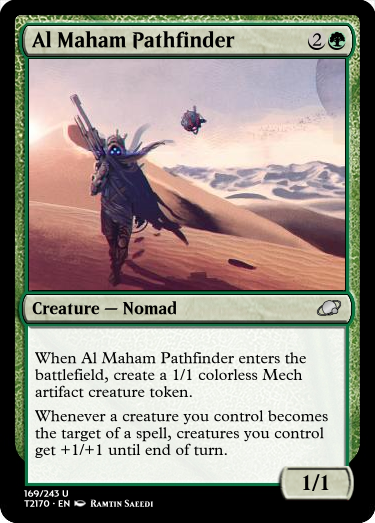 Al Maham Pathfinder 2
Creature — Nomad
When Al Maham Pathfinder enters the
battlefield, create a 1/1 colorless Mech
artifact creature token.
Whenever a creature you control becomes
the target of a spell, creatures you control
get +1/+1 until end of turn.
1/1
169/243 U
T2170 • EN Ramtin Saeedi